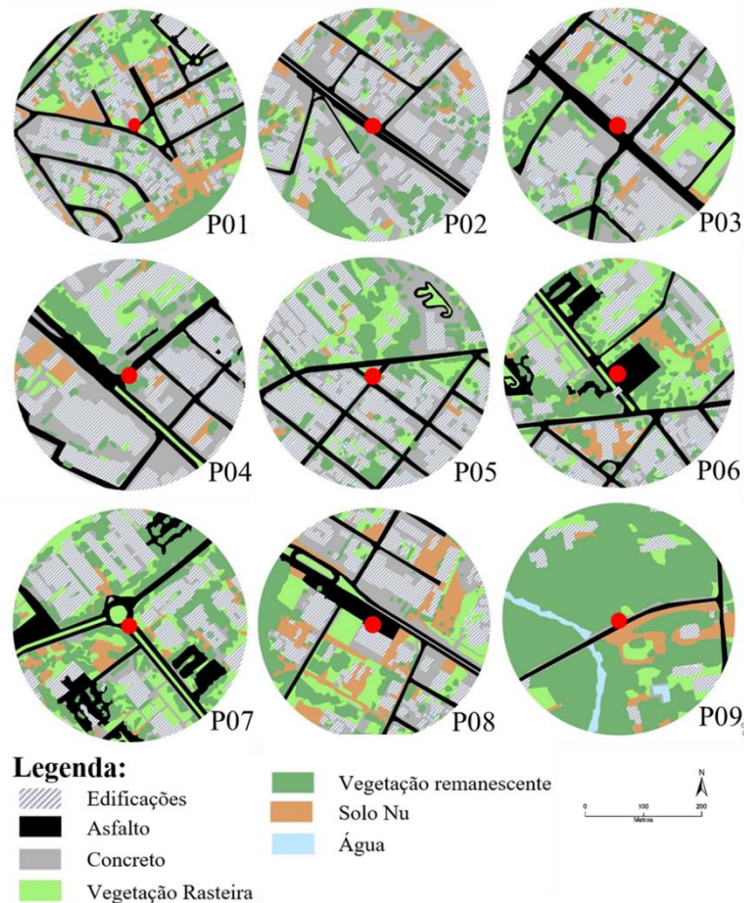 P01
P02
P03
P04
P05
P06
P07
P08
P09
Legenda:
Edificações
Asfalto
Concreto
Vegetação Rasteira
Vegetação remanescente
Solo Nu
Água
N
0 100 200
Metros